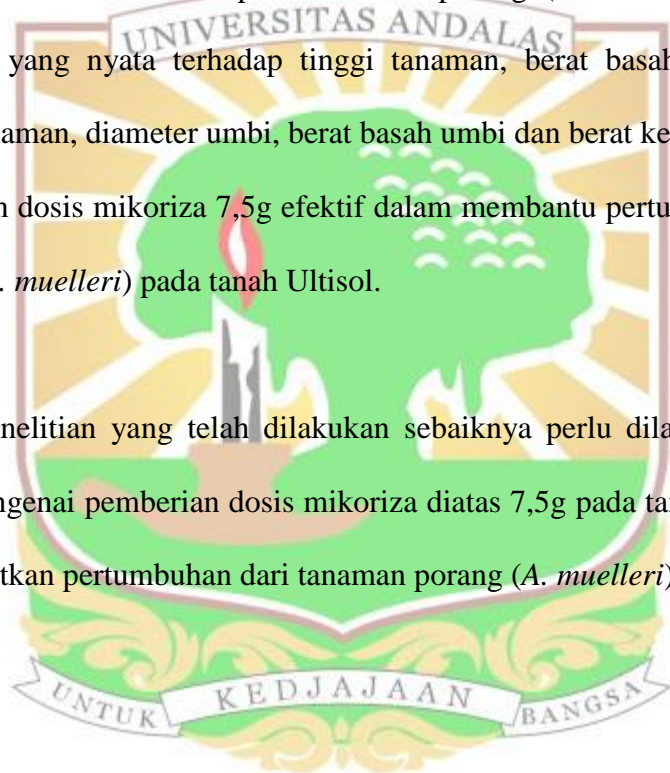 UNIVERSITAS ANDALAS
yang nyata terhadap tinggi tanaman, berat basah
aman, diameter umbi, berat basah umbi dan berat ke
n dosis mikoriza 7,5g efektif dalam membantu pertu
. muelleri) pada tanah Ultisol.
nelitian yang telah dilakukan sebaiknya perlu dila
ngenai pemberian dosis mikoriza diatas 7,5g pada ta
tkan pertumbuhan dari tanaman porang (A. muelleri)
UNTUK KEDJAJAAN BANGSA